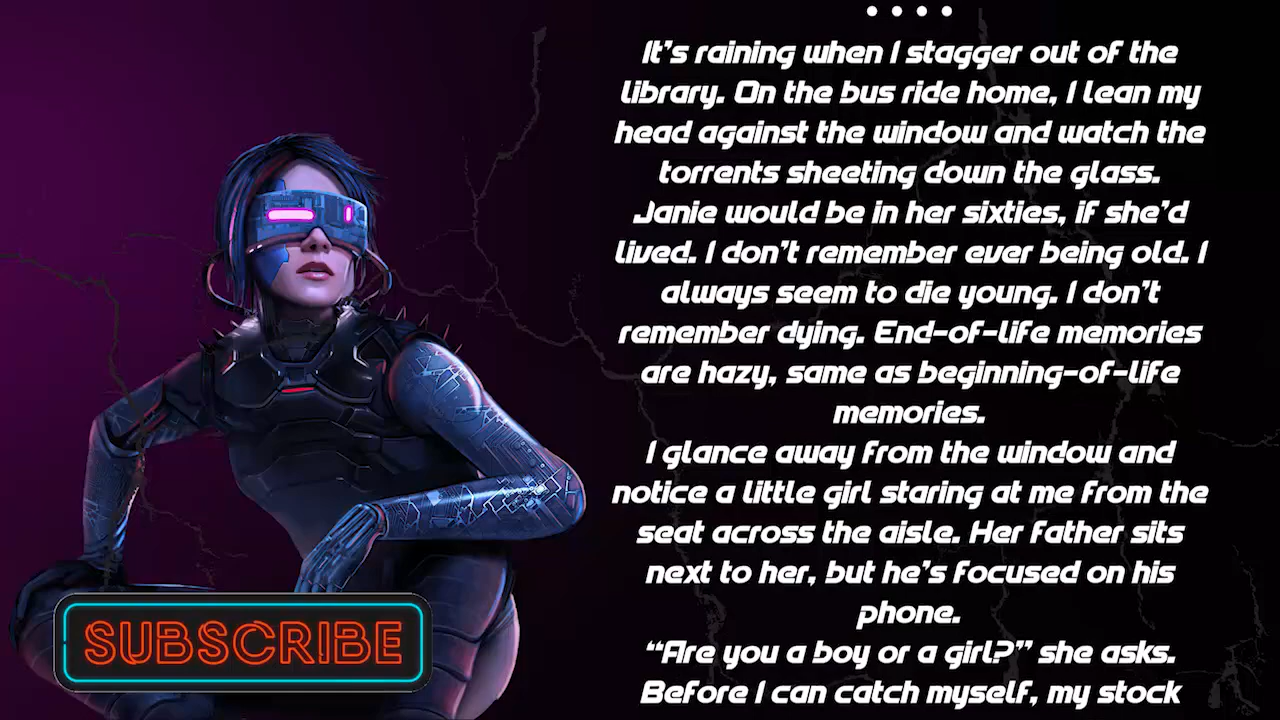 It’s raining when I stagger out of the
library. On the bus ride home, I lean my
head against the window and watch the
torrents sheeting down the glass.
Janie would be in her sixties, if she’d
lived. I don’t remember ever being old. I
always seem to die young. I don’t
remember dying. End-of-life memories
are hazy, same as beginning-of-life
memories.
I glance away from the window and
notice a little girl staring at me from the
seat across the aisle. Her father sits
next to her, but he’s focused on his
phone.
“Are you a boy or a girl?” she asks.
Before I can catch myself, my stock
SUBSCRIBE